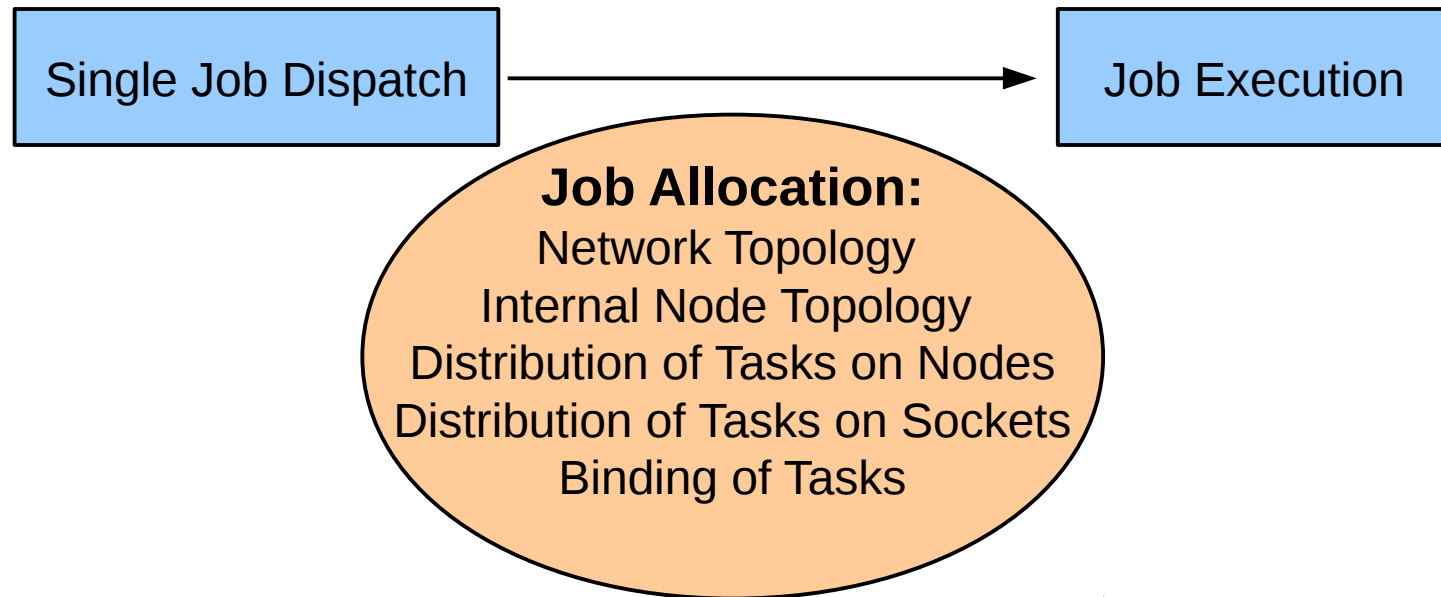 Single Job Dispatch
Job Execution
Job Allocation:
Network Topology
Internal Node Topology
Distribution of Tasks on Nodes
Distribution of Tasks on Sockets
Binding of Tasks